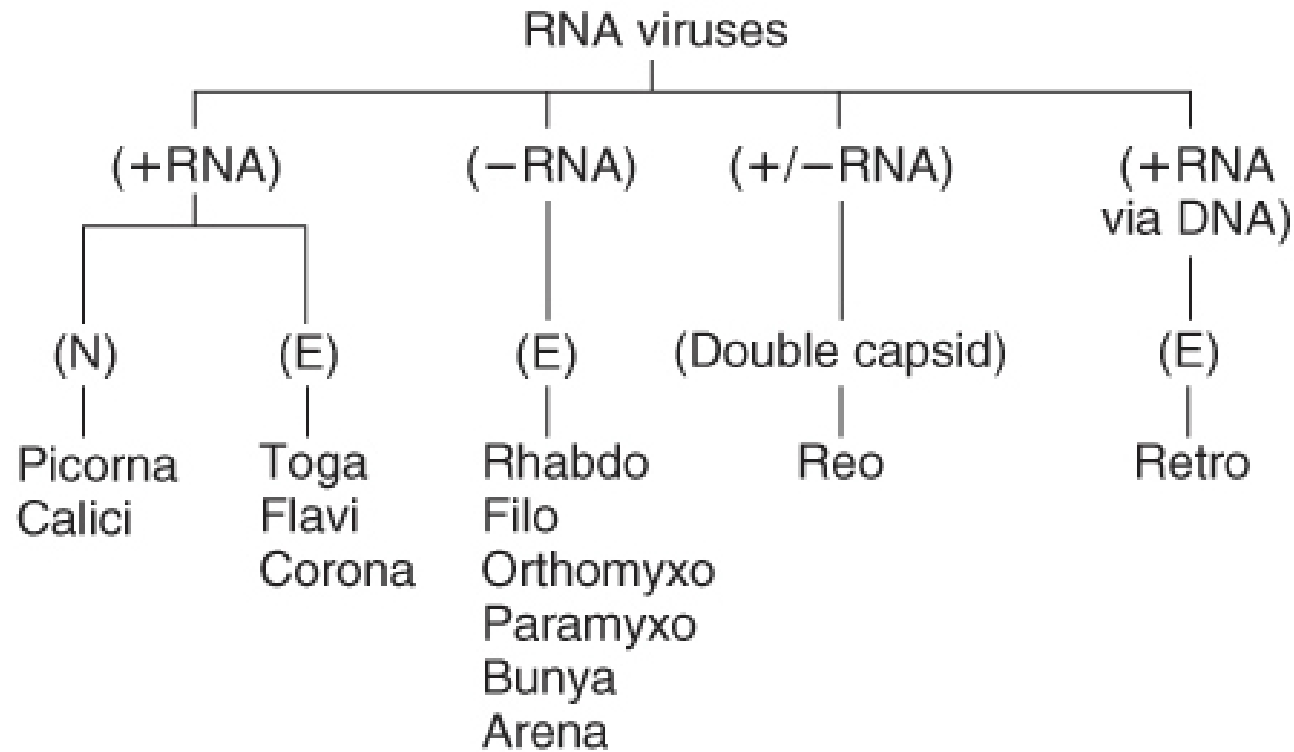 RNA viruses
(+RNA)
(−RNA)
(+/−RNA)
(+RNA
via DNA)
(N)
(E)
(E)
(Double capsid)
(E)
Picorna
Calici
Toga
Flavi
Corona
Rhabdo
Filo
Orthomyxo
Paramyxo
Bunya
Arena
Reo
Retro